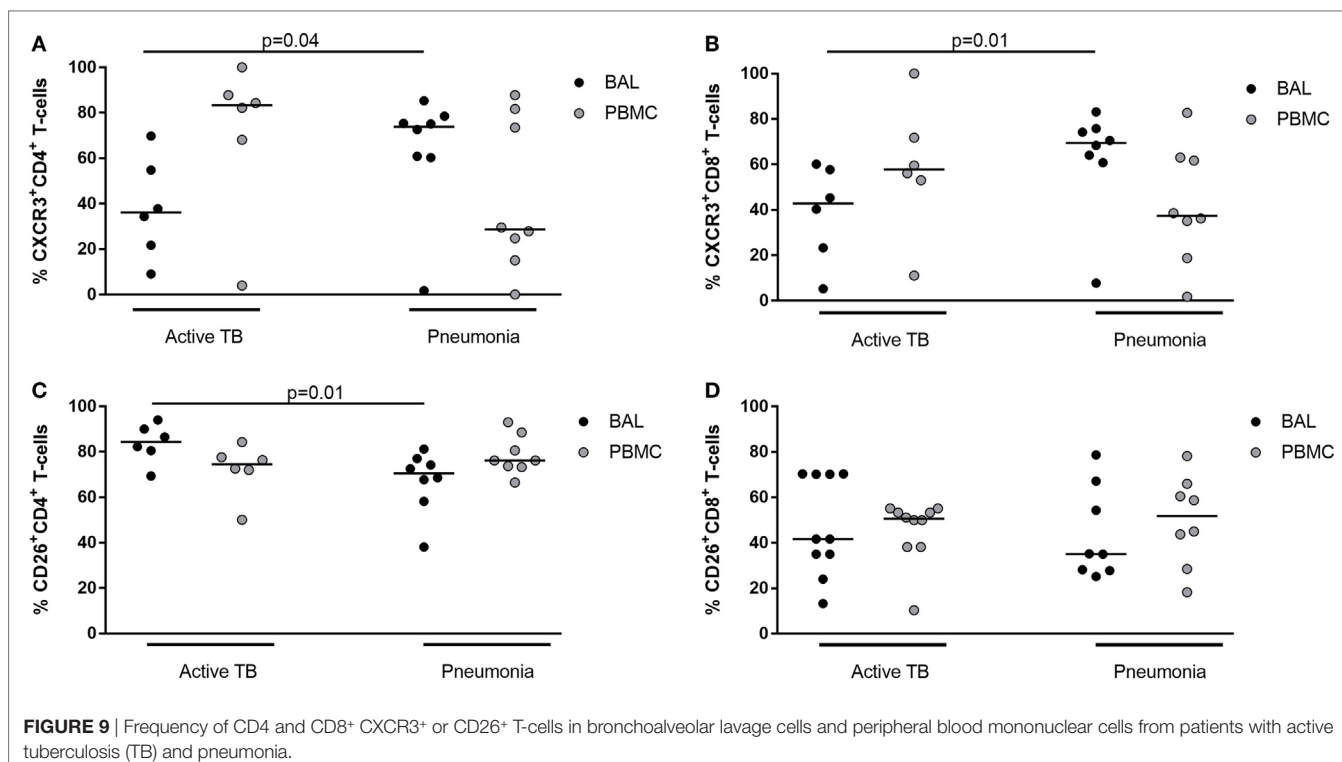 A
p=0.04
% CXCR3⁺CD4⁺ T-cells
100
80
60
40
20
0
BAL
PBMC
Active TB
Pneumonia
B
p=0.01
% CXCR3⁺CD8⁺ T-cells
100
80
60
40
20
0
BAL
PBMC
Active TB
Pneumonia
C
p=0.01
% CD26⁺CD4⁺ T-cells
100
80
60
40
20
0
BAL
PBMC
Active TB
Pneumonia
D
% CD26⁺CD8⁺ T-cells
100
80
60
40
20
0
BAL
PBMC
Active TB
Pneumonia
FIGURE 9 | Frequency of CD4 and CD8⁺ CXCR3⁺ or CD26⁺ T-cells in bronchoalveolar lavage cells and peripheral blood mononuclear cells from patients with active
tuberculosis (TB) and pneumonia.